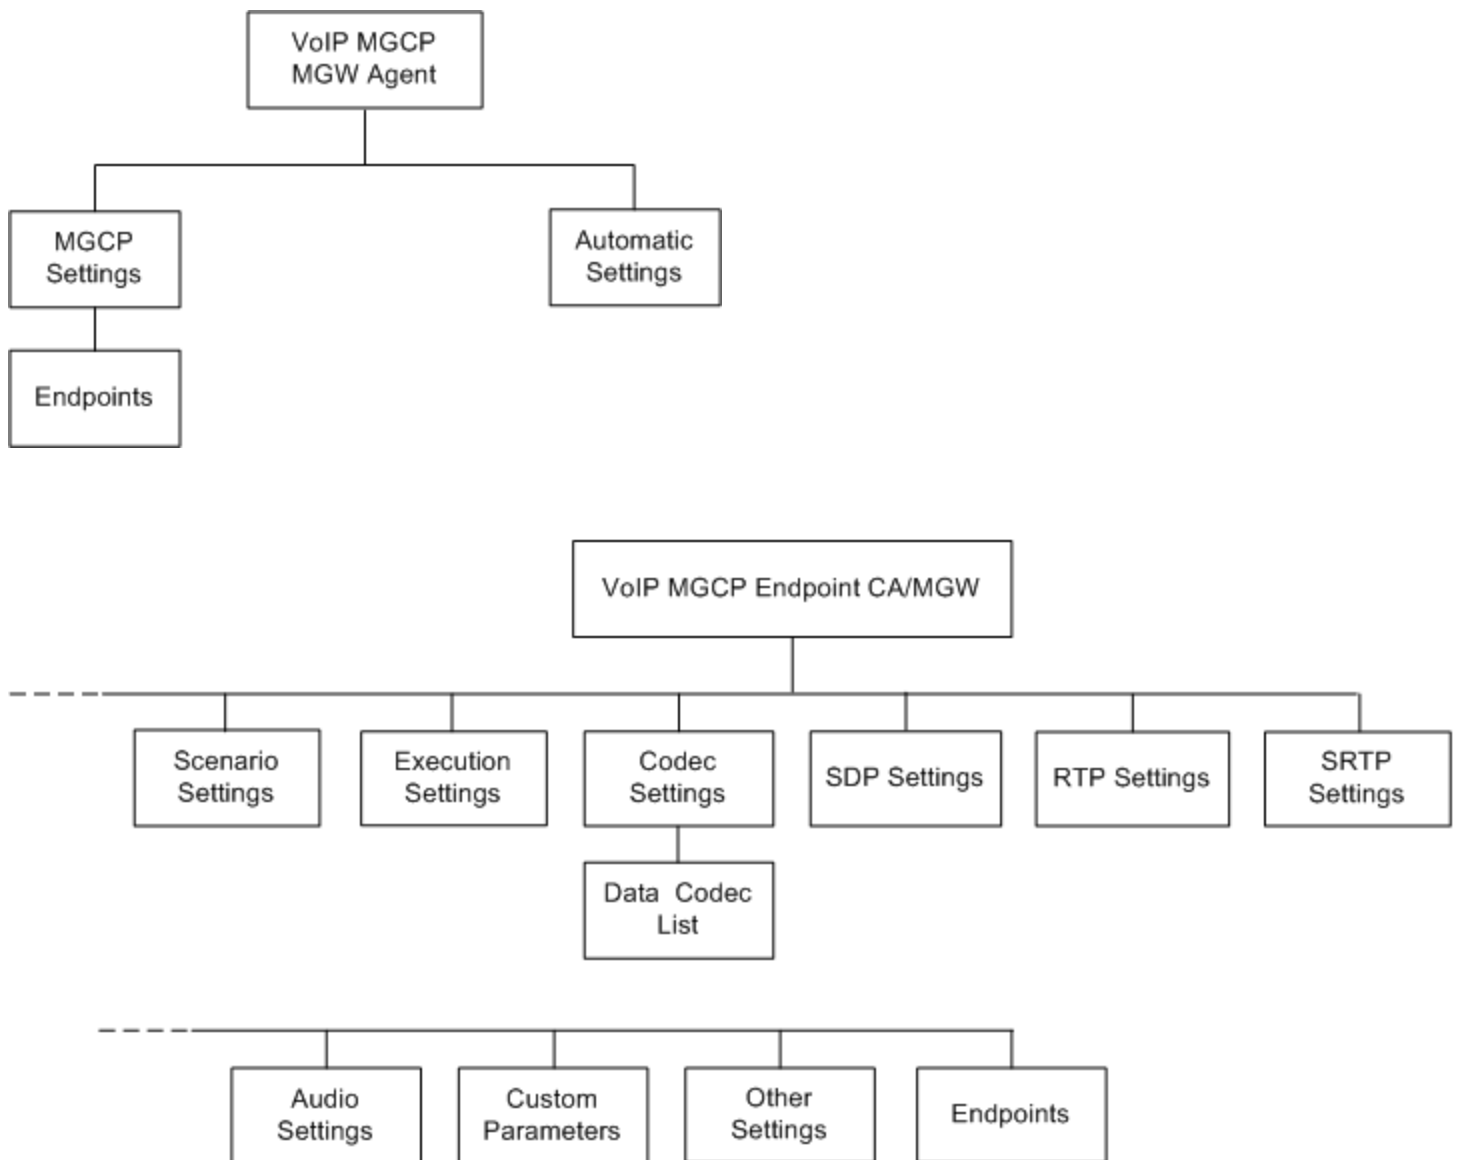 VoIP MGCP
MGW Agent
MGCP
Settings
Automatic
Settings
Endpoints
VoIP MGCP Endpoint CA/MGW
Scenario
Settings
Execution
Settings
Codec
Settings
SDP Settings
RTP Settings
SRTP
Settings
Data  Codec
List
Audio
Settings
Custom
Parameters
Other
Settings
Endpoints